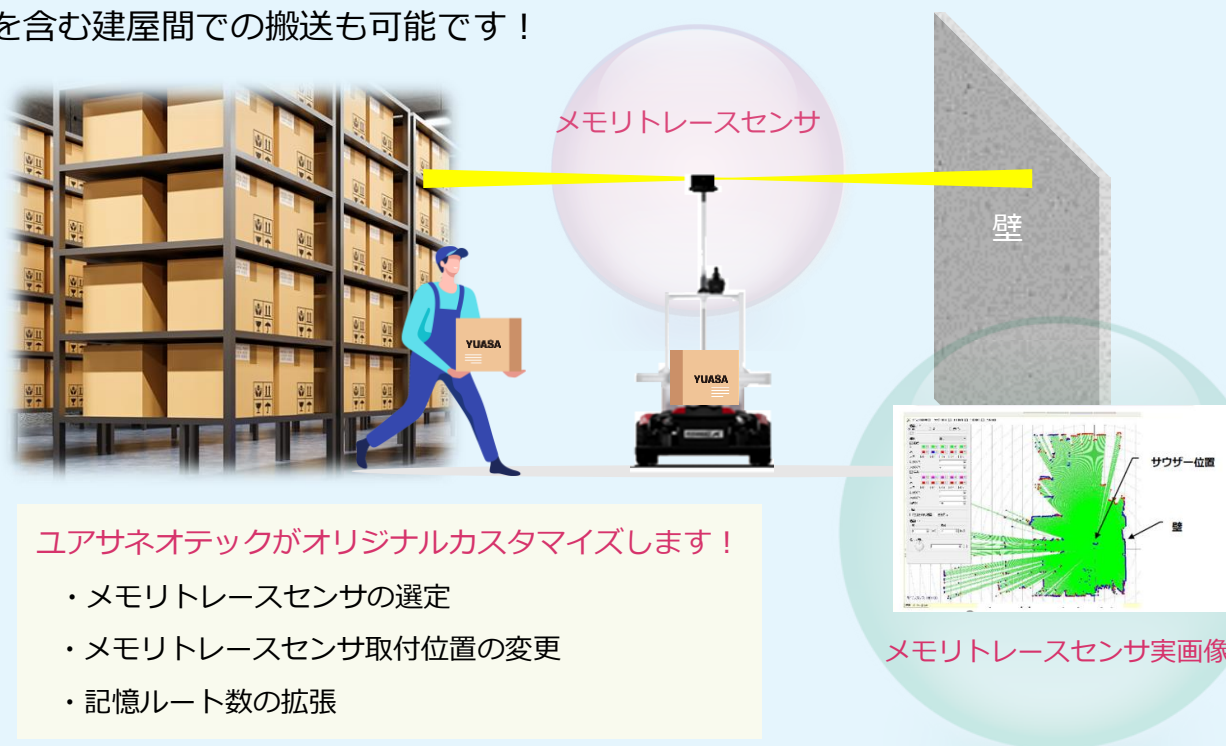 を含む建屋間での搬送も可能です！
メモリトレースセンサ
壁
YUASA
YUASA
サウザー位置
壁
ユアサネオテックがオリジナルカスタマイズします！
・メモリトレースセンサの選定
・メモリトレースセンサ取付位置の変更
・記憶ルート数の拡張
メモリトレースセンサ実画像